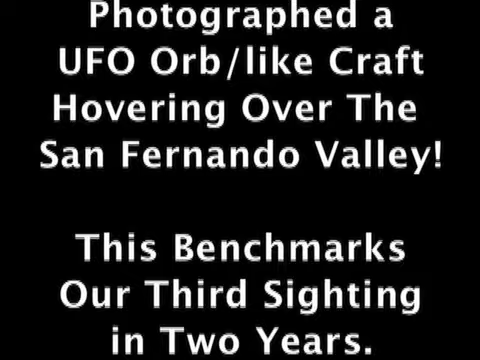 Photographed a
UFO Orb/like Craft
Hovering Over The
San Fernando Valley!
This Benchmarks
Our Third Sighting
in Two Years.